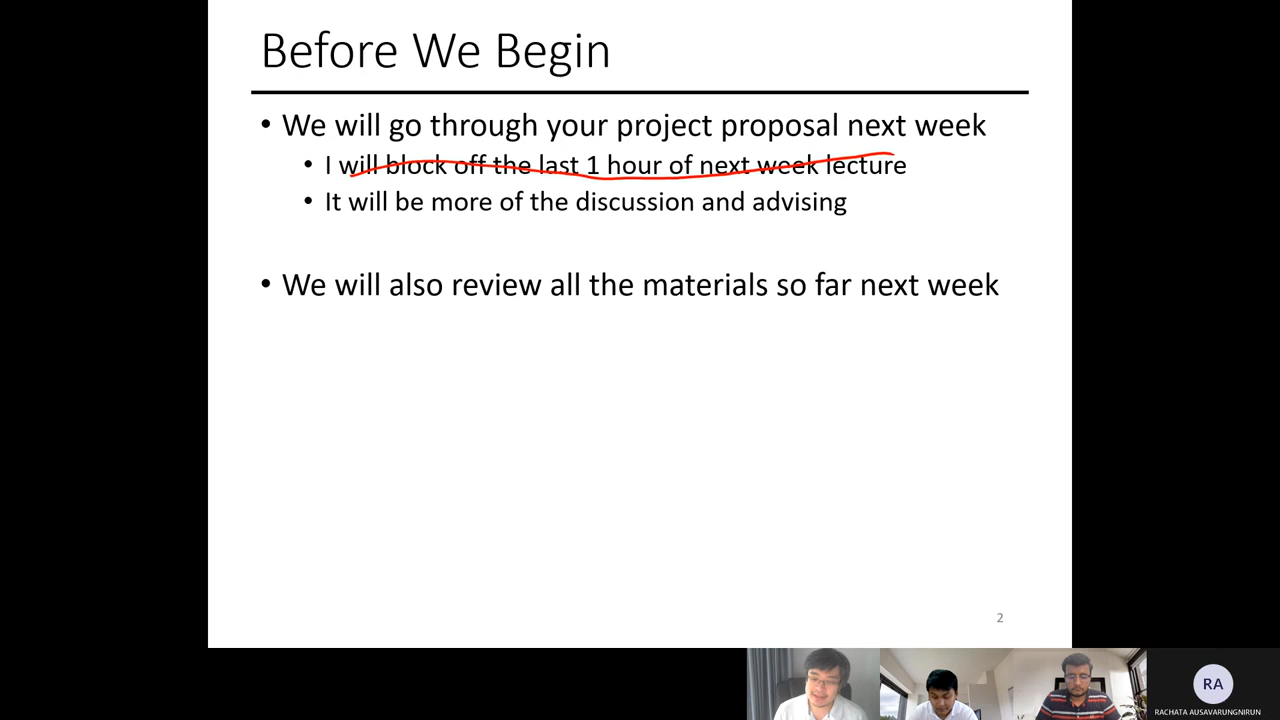 Before We Begin
• We will go through your project proposal next week
• I will block off the last 1 hour of next week lecture
• It will be more of the discussion and advising
• We will also review all the materials so far next week
2
RA
RACHATA AUSAVARUNGNIRUN